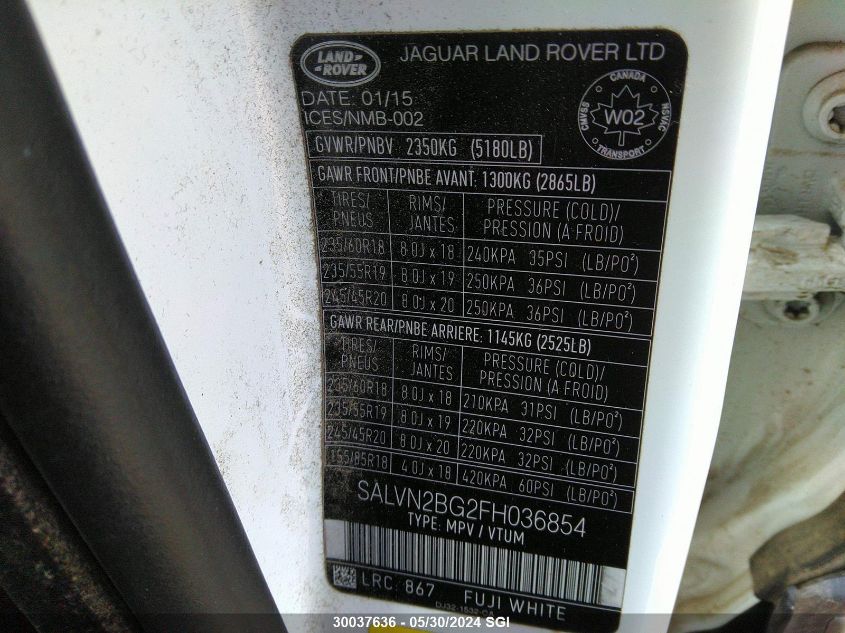 LAND ROVER
JAGUAR LAND ROVER LTD
DATE: 01/15
ICES/NMB-002
CANADA
CMVSS W02 NSVAC
TRANSPORT
GVWR/PNBV 2350KG (5180LB)
GAWR FRONT/PNBE AVANT: 1300KG (2865LB)
TIRES/ RIMS/ PRESSURE (COLD)/
PNEUS JANTES PRESSION (A FROID)
235/60R18 8.0J x 18 240KPA 35PSI (LB/PO²)
235/55R19 8.0J x 19 250KPA 36PSI (LB/PO²)
245/45R20 8.0J x 20 250KPA 36PSI (LB/PO²)
GAWR REAR/PNBE ARRIERE: 1145KG (2525LB)
TIRES/ RIMS/ PRESSURE (COLD)/
PNEUS JANTES PRESSION (A FROID)
235/60R18 8.0J x 18 210KPA 31PSI (LB/PO²)
235/55R19 8.0J x 19 220KPA 32PSI (LB/PO²)
245/45R20 8.0J x 20 220KPA 32PSI (LB/PO²)
155/85R18 4.0J x 18 420KPA 60PSI (LB/PO²)
SALVN2BG2FH036854
TYPE: MPV / VTUM
LRC: 867 FUJI WHITE
DJ32-1532-CA
30037636 - 05/30/2024 SGI